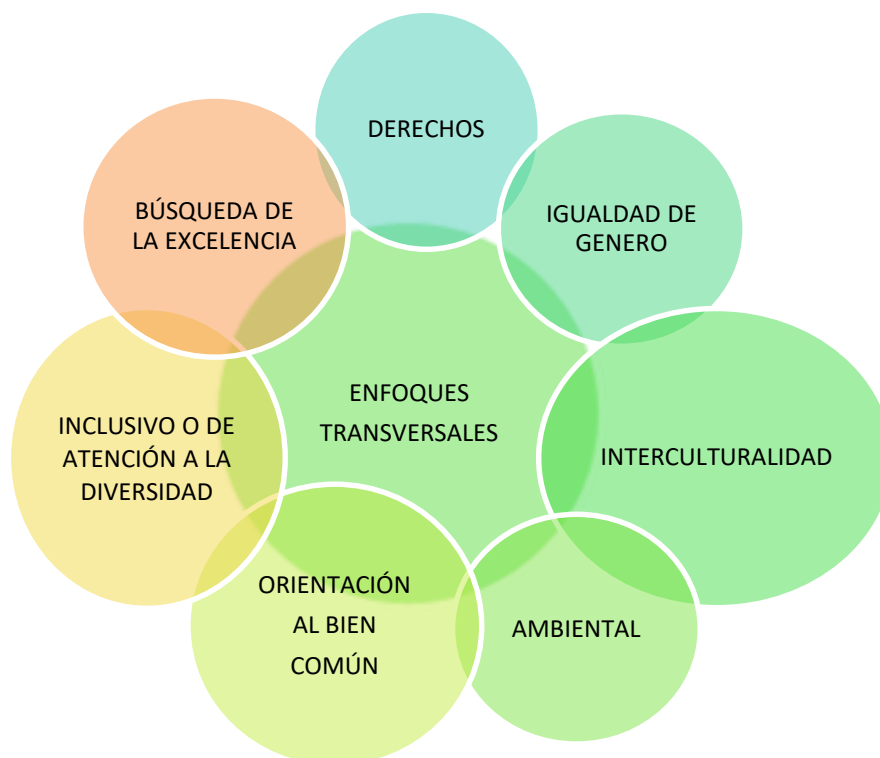 DERECHOS
BÚSQUEDA DE
LA EXCELENCIA
IGUALDAD DE
GENERO
ENFOQUES
TRANSVERSALES
INCLUSIVO O DE
ATENCIÓN A LA
DIVERSIDAD
INTERCULTURALIDAD
ORIENTACIÓN
AL BIEN
COMÚN
AMBIENTAL